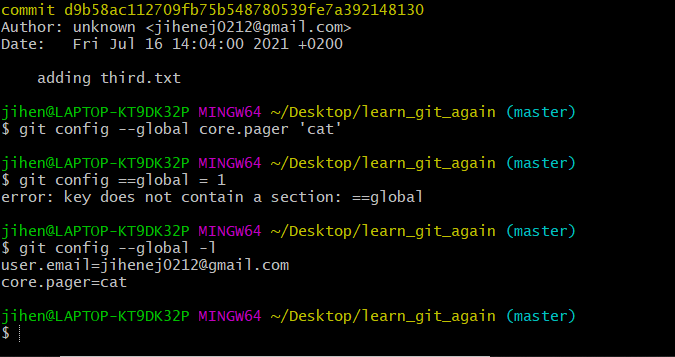 commit d9b58ac112709fb75b548780539fe7a392148130
Author: unknown <jihenej0212@gmail.com>
Date:   Fri Jul 16 14:04:00 2021 +0200
    adding third.txt
jihen@LAPTOP-KT9DK32P MINGW64 ~/Desktop/learn_git_again (master)
$ git config --global core.pager 'cat'
jihen@LAPTOP-KT9DK32P MINGW64 ~/Desktop/learn_git_again (master)
$ git config ==global = 1
error: key does not contain a section: ==global
jihen@LAPTOP-KT9DK32P MINGW64 ~/Desktop/learn_git_again (master)
$ git config --global -l
user.email=jihenej0212@gmail.com
core.pager=cat
jihen@LAPTOP-KT9DK32P MINGW64 ~/Desktop/learn_git_again (master)
$